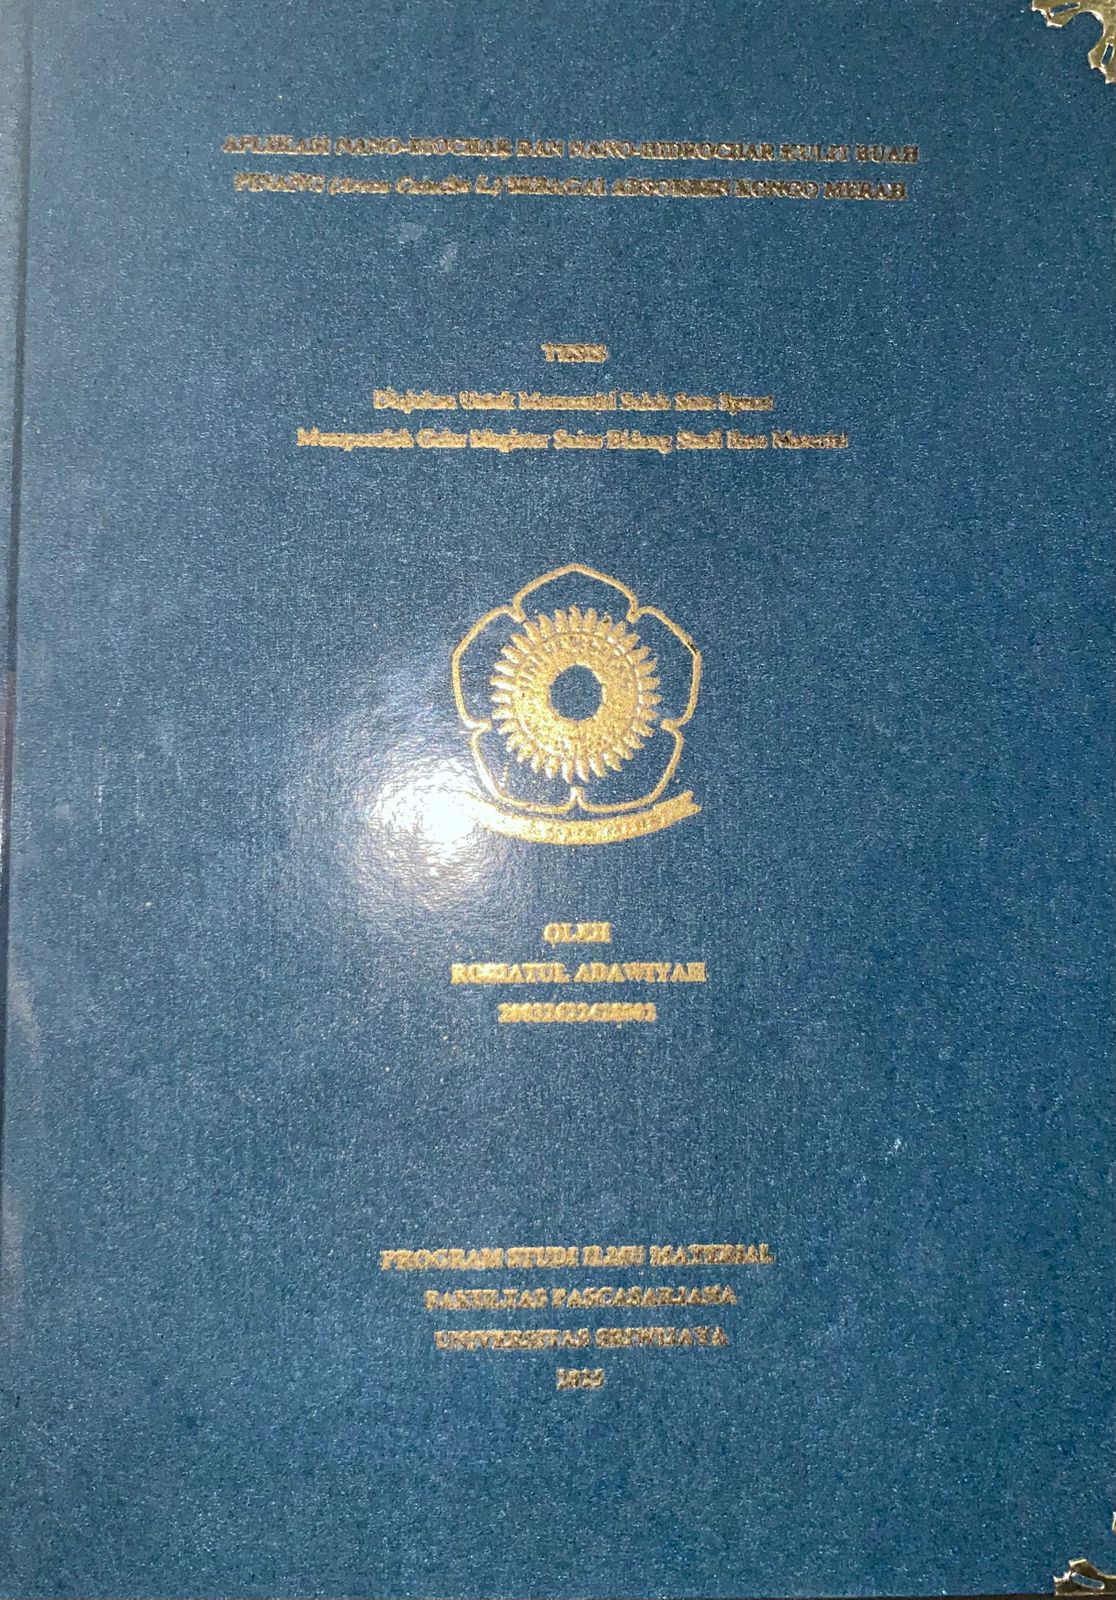 APLIKASI NANO-BIOCHAR DAN NANO-HIDROCHAR KULIT BUAH
PINANG (Areca Catechu L.) SEBAGAI ADSORBEN KONGO MERAH
TESIS
Diajukan Untuk Memenuhi Salah Satu Syarat
Memperoleh Gelar Magister Sains Bidang Studi Ilmu Material
OLEH
ADAWIYAH
PROGRAM STUDI ILMU MATERIAL
FAKULTAS PASCASARJANA
UNIVERSITAS SRIWIJAYA
2025